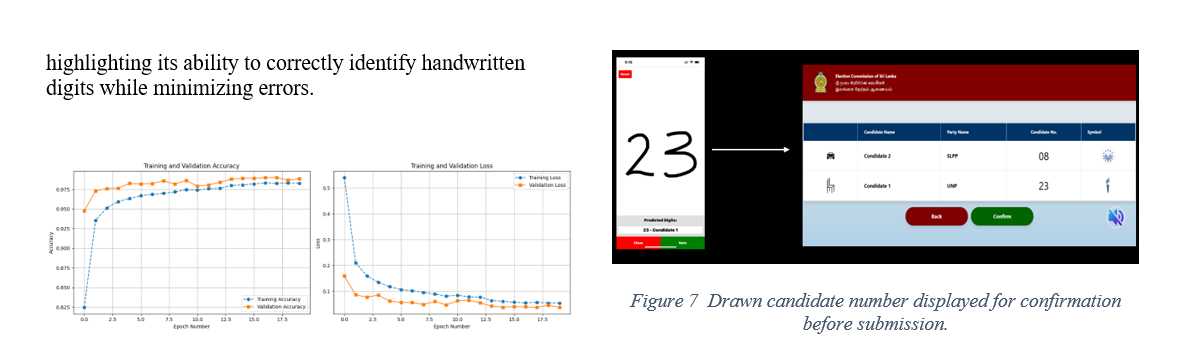 highlighting its ability to correctly identify handwritten
digits while minimizing errors.
Training and Validation Accuracy
Accuracy
0.975
0.950
0.925
0.900
0.875
0.850
0.825
Training Accuracy
Validation Accuracy
0.0 2.5 5.0 7.5 10.0 12.5 15.0 17.5
Epoch Number
Training and Validation Loss
Loss
0.5
0.4
0.3
0.2
0.1
Training Loss
Validation Loss
0.0 2.5 5.0 7.5 10.0 12.5 15.0 17.5
Epoch Number
23
Predicted Digits:
23 - Candidate 1
Clear Vote
Election Commission of Sri Lanka
Candidate Name Party Name Candidate No. Symbol
Candidate 2 SLPP 08
Candidate 1 UNP 23
Back Confirm
Figure 7 Drawn candidate number displayed for confirmation
before submission.